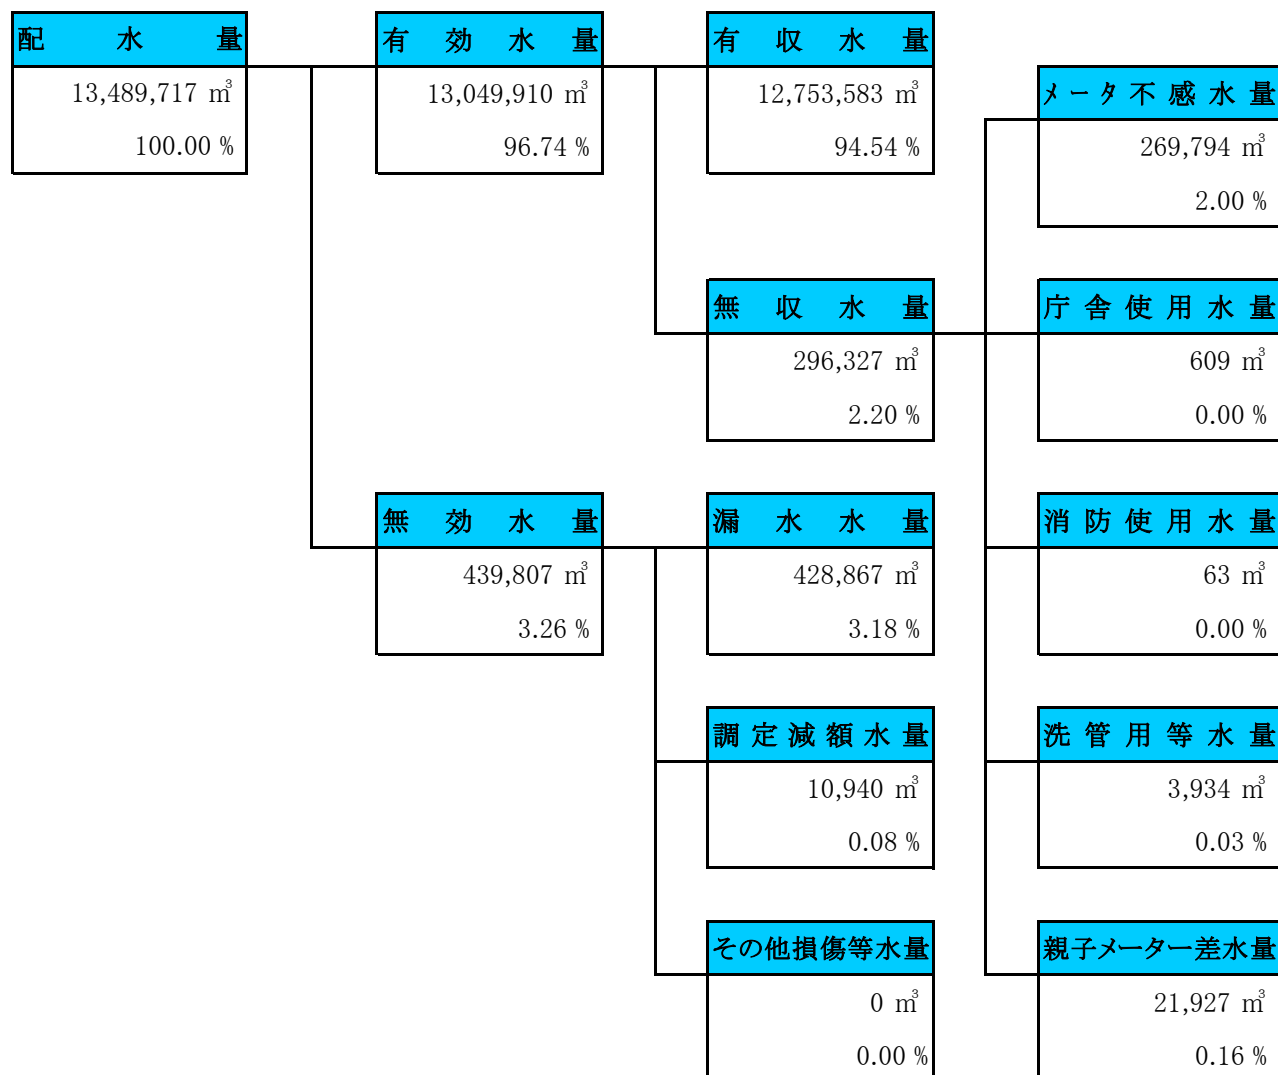 配水量
13,489,717 ㎥
100.00 %
有効水量
13,049,910 ㎥
96.74 %
有収水量
12,753,583 ㎥
94.54 %
メータ不感水量
269,794 ㎥
2.00 %
無収水量
296,327 ㎥
2.20 %
庁舎使用水量
609 ㎥
0.00 %
無効水量
439,807 ㎥
3.26 %
漏水水量
428,867 ㎥
3.18 %
消防使用水量
63 ㎥
0.00 %
調定減額水量
10,940 ㎥
0.08 %
洗管用等水量
3,934 ㎥
0.03 %
その他損傷等水量
0 ㎥
0.00 %
親子メーター差水量
21,927 ㎥
0.16 %